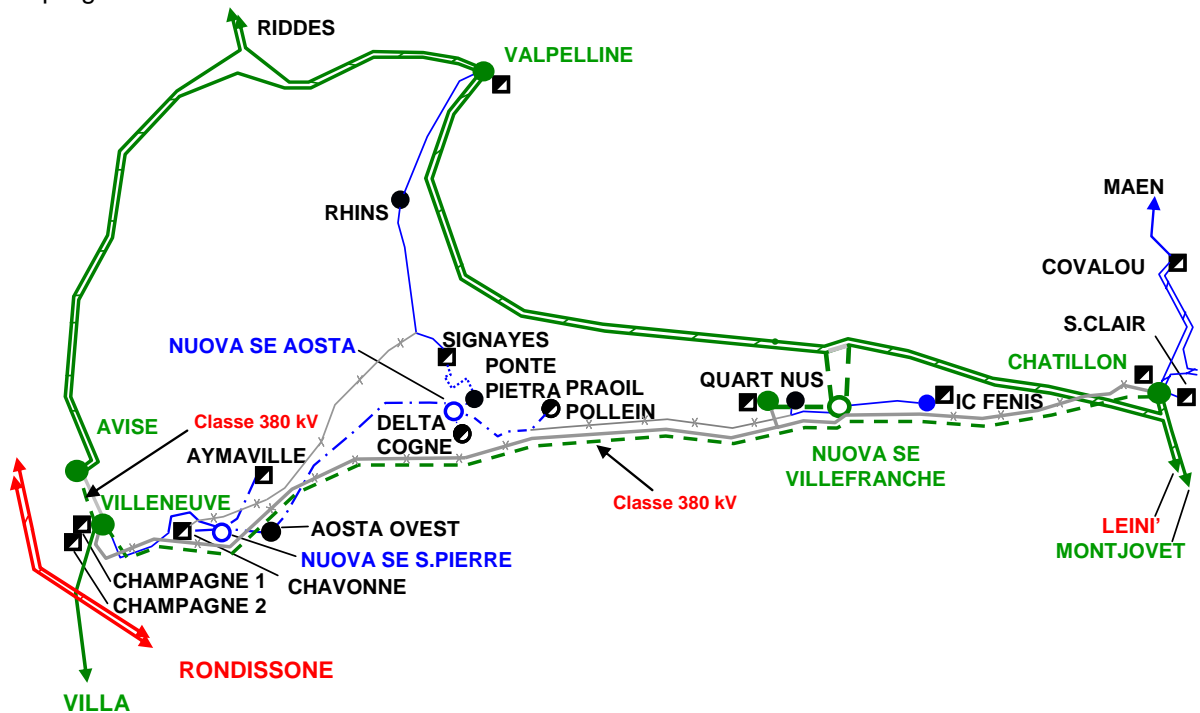 RIDDES
VALPELLINE
MAEN
RHINS
COVALOU
S.CLAIR
NUOVA SE AOSTA
SIGNAYES
CHATILLON
PONTE
PIETRA
PRAOIL
POLLEIN
QUART NUS
IC FENIS
AVISE
Classe 380 kV
DELTA
COGNE
AYMAVILLE
NUOVA SE
VILLEFRANCHE
VILLENEUVE
Classe 380 kV
AOSTA OVEST
LEINI'
MONTJOVET
NUOVA SE S.PIERRE
CHAMPAGNE 1
CHAVONNE
CHAMPAGNE 2
RONDISSONE
VILLA